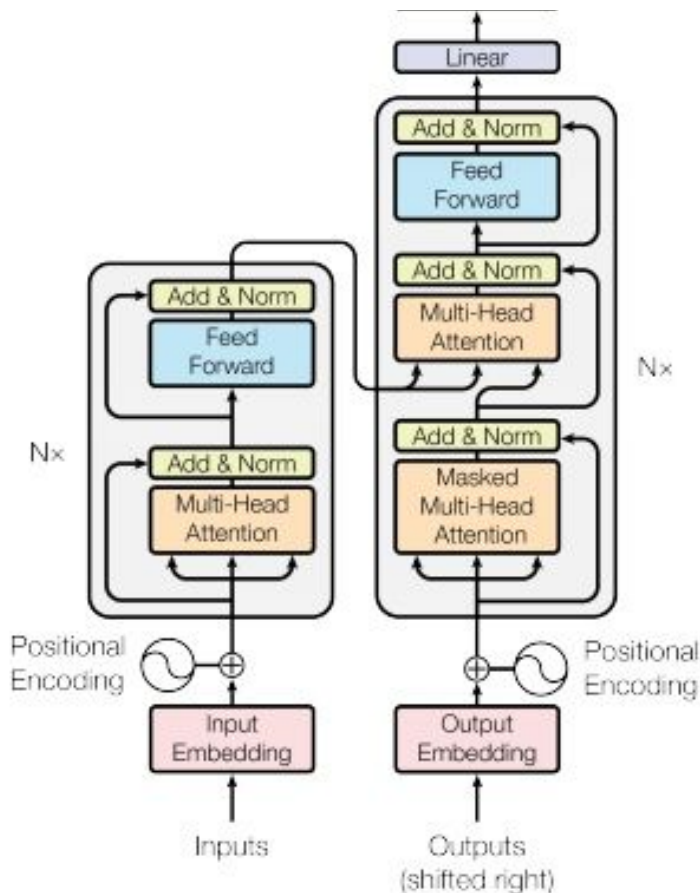 Linear
Add & Norm
Feed
Forward
Add & Norm
Multi-Head
Attention
Add & Norm
Masked
Multi-Head
Attention
Nx
Add & Norm
Feed
Forward
Add & Norm
Multi-Head
Attention
Nx
Positional
Encoding
Positional
Encoding
Input
Embedding
Output
Embedding
Inputs
Outputs
(shifted right)